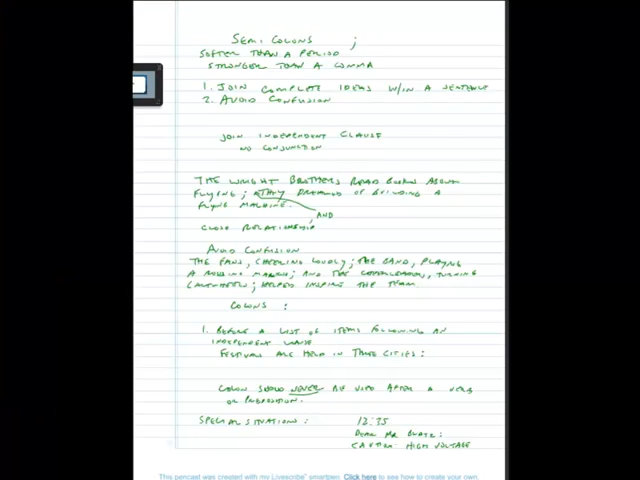 SEMI COLONS ;
SOFTER THAN A PERIOD
STRONGER THAN A COMMA
1. JOIN COMPLETE IDEAS W/IN A SENTENCE
2. AVOID CONFUSION
JOIN INDEPENDENT CLAUSE
NO CONJUNCTION
THE WRIGHT BROTHERS READ BOOKS ABOUT
FLYING; THEY DREAMED OF BUILDING A
FLYING MACHINE.
, AND
CLOSE RELATIONSHIP
AVOID CONFUSION
THE FANS, CHEERING LOUDLY; THE BAND, PLAYING
A ROUSING MARCH; AND THE CHEERLEADERS, TURNING
CARTWHEELS; HELPED INSPIRE THE TEAM
COLONS :
1. BEFORE A LIST OF ITEMS FOLLOWING AN
INDEPENDENT CLAUSE
FESTIVALS ARE HELD IN THREE CITIES:
COLON SHOULD NEVER BE USED AFTER A VERB
OR PREPOSITION.
SPECIAL SITUATIONS: 12:35
DEAR MR. :
CAUTION: HIGH VOLTAGE
This pencast was created with my Livescribe smartpen. Click here to see how to create your own.